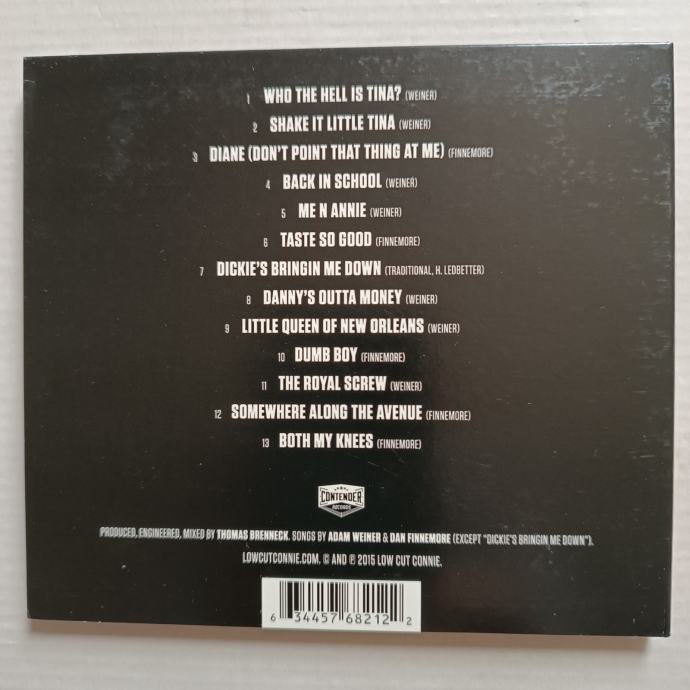 1 WHO THE HELL IS TINA? (WEINER)
2 SHAKE IT LITTLE TINA (WEINER)
3 DIANE (DON'T POINT THAT THING AT ME) (FINNEMORE)
4 BACK IN SCHOOL (WEINER)
5 ME N ANNIE (WEINER)
6 TASTE SO GOOD (FINNEMORE)
7 DICKIE'S BRINGIN ME DOWN (TRADITIONAL, H. LEDBETTER)
8 DANNY'S OUTTA MONEY (WEINER)
9 LITTLE QUEEN OF NEW ORLEANS (WEINER)
10 DUMB BOY (FINNEMORE)
11 THE ROYAL SCREW (WEINER)
12 SOMEWHERE ALONG THE AVENUE (FINNEMORE)
13 BOTH MY KNEES (FINNEMORE)
CONTENDER
RECORDS
PRODUCED, ENGINEERED, MIXED BY THOMAS BRENNECK. SONGS BY ADAM WEINER & DAN FINNEMORE (EXCEPT "DICKIE'S BRINGIN ME DOWN").
LOWCUTCONNIE.COM. © AND ℗ 2015 LOW CUT CONNIE.
6 34457 68212 2